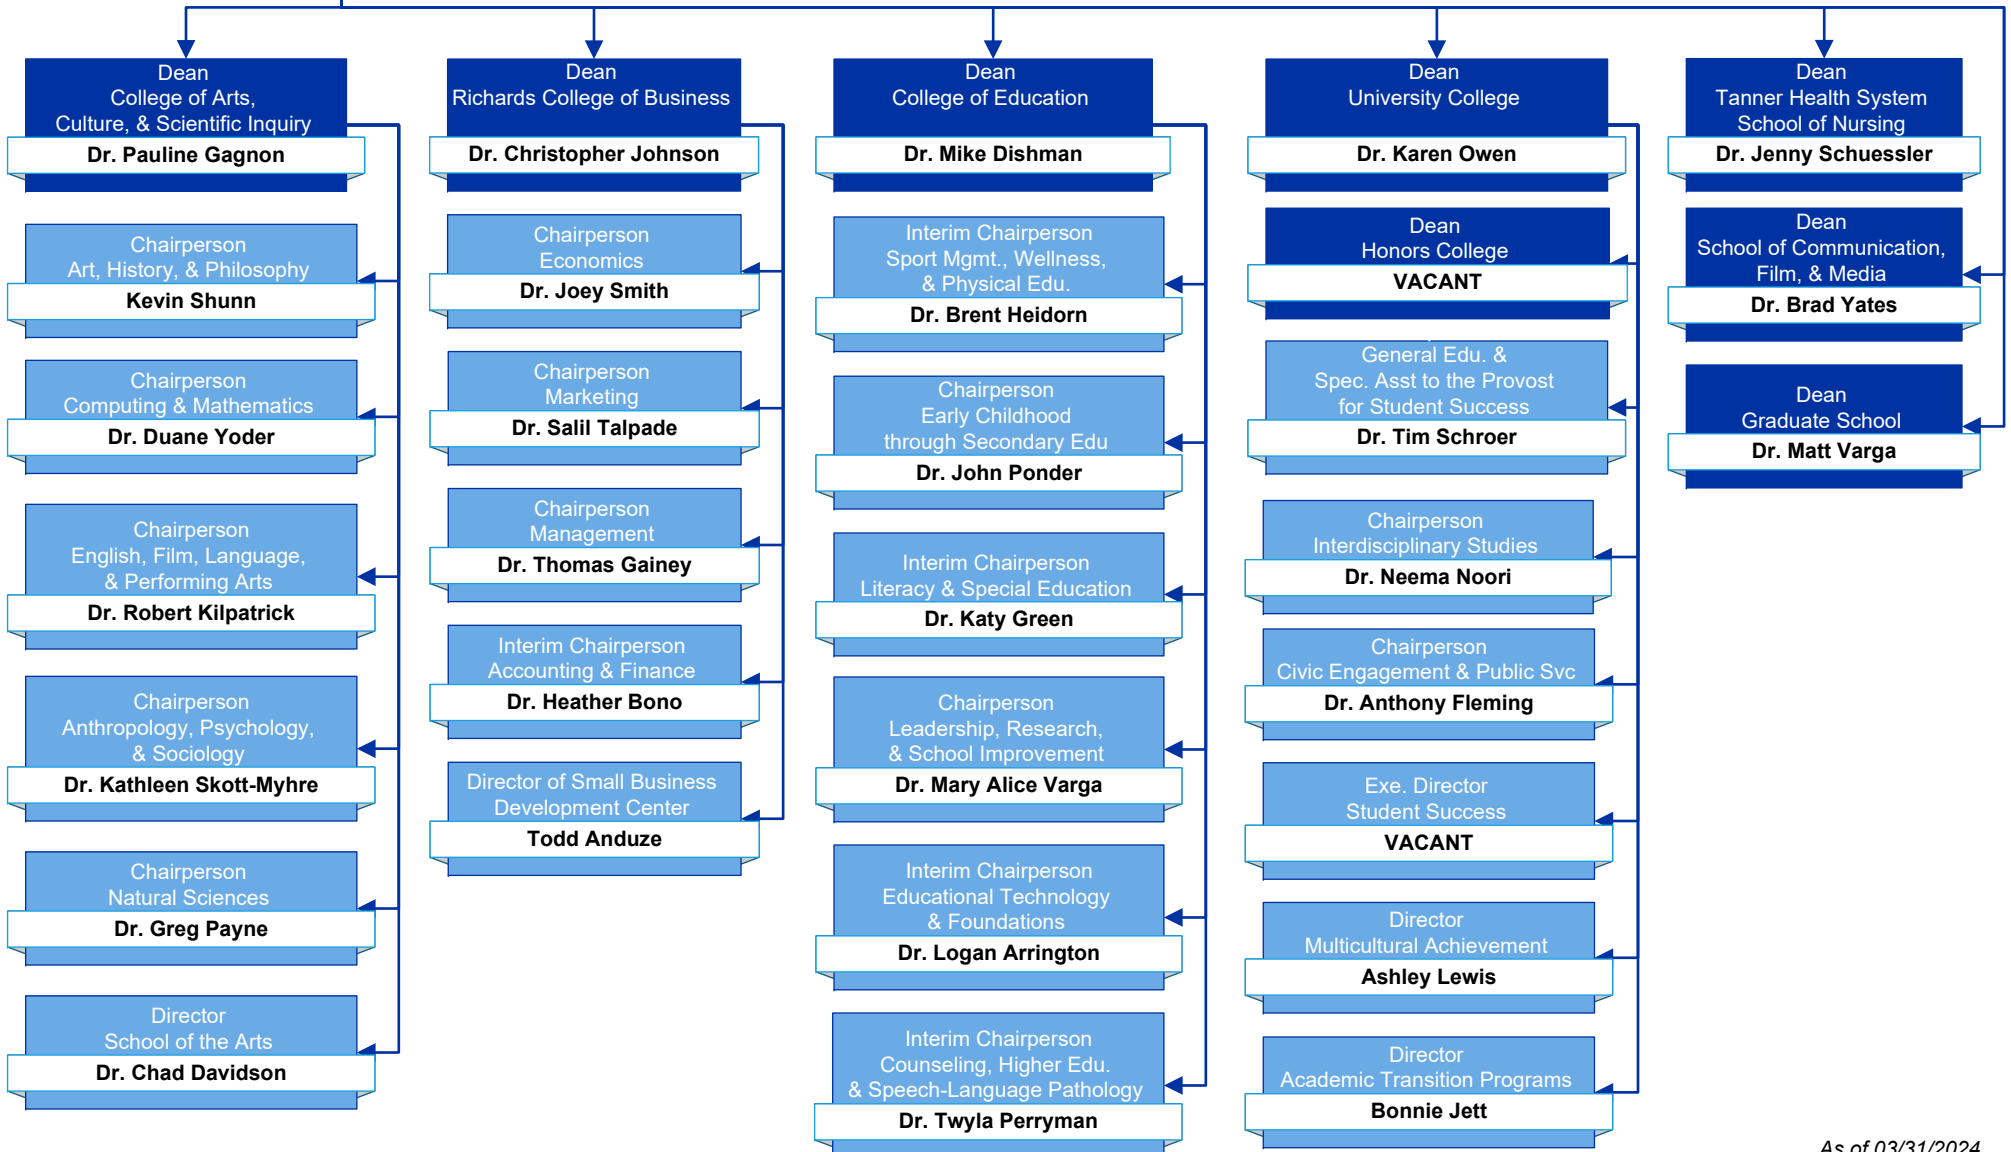 Dean
College of Arts,
Culture, & Scientific Inquiry
Dr. Pauline Gagnon
Chairperson
Art, History, & Philosophy
Kevin Shunn
Chairperson
Computing & Mathematics
Dr. Duane Yoder
Chairperson
English, Film, Language,
& Performing Arts
Dr. Robert Kilpatrick
Chairperson
Anthropology, Psychology,
& Sociology
Dr. Kathleen Skott-Myhre
Chairperson
Natural Sciences
Dr. Greg Payne
Director
School of the Arts
Dr. Chad Davidson
Dean
Richards College of Business
Dr. Christopher Johnson
Chairperson
Economics
Dr. Joey Smith
Chairperson
Marketing
Dr. Salil Talpade
Chairperson
Management
Dr. Thomas Gainey
Interim Chairperson
Accounting & Finance
Dr. Heather Bono
Director of Small Business
Development Center
Todd Anduze
Dean
College of Education
Dr. Mike Dishman
Interim Chairperson
Sport Mgmt., Wellness,
& Physical Edu.
Dr. Brent Heidorn
Chairperson
Early Childhood
through Secondary Edu
Dr. John Ponder
Interim Chairperson
Literacy & Special Education
Dr. Katy Green
Chairperson
Leadership, Research,
& School Improvement
Dr. Mary Alice Varga
Interim Chairperson
Educational Technology
& Foundations
Dr. Logan Arrington
Interim Chairperson
Counseling, Higher Edu.
& Speech-Language Pathology
Dr. Twyla Perryman
Dean
University College
Dr. Karen Owen
Dean
Honors College
VACANT
General Edu. &
Spec. Asst to the Provost
for Student Success
Dr. Tim Schroer
Chairperson
Interdisciplinary Studies
Dr. Neema Noori
Chairperson
Civic Engagement & Public Svc
Dr. Anthony Fleming
Exe. Director
Student Success
VACANT
Director
Multicultural Achievement
Ashley Lewis
Director
Academic Transition Programs
Bonnie Jett
Dean
Tanner Health System
School of Nursing
Dr. Jenny Schuessler
Dean
School of Communication,
Film, & Media
Dr. Brad Yates
Dean
Graduate School
Dr. Matt Varga
As of 03/31/2024